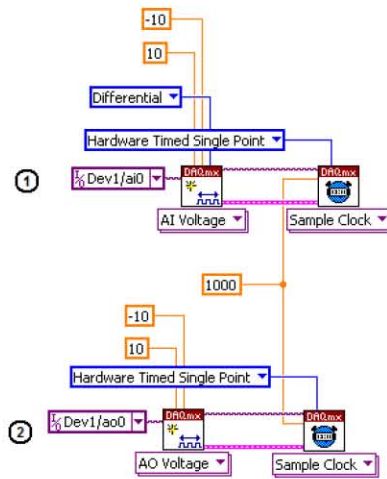 -10
10
Differential
Hardware Timed Single Point
1
I/O Dev1/ai0
DAQmx
DAQmx
AI Voltage
Sample Clock
1000
-10
10
Hardware Timed Single Point
2
I/O Dev1/ao0
DAQmx
DAQmx
AO Voltage
Sample Clock